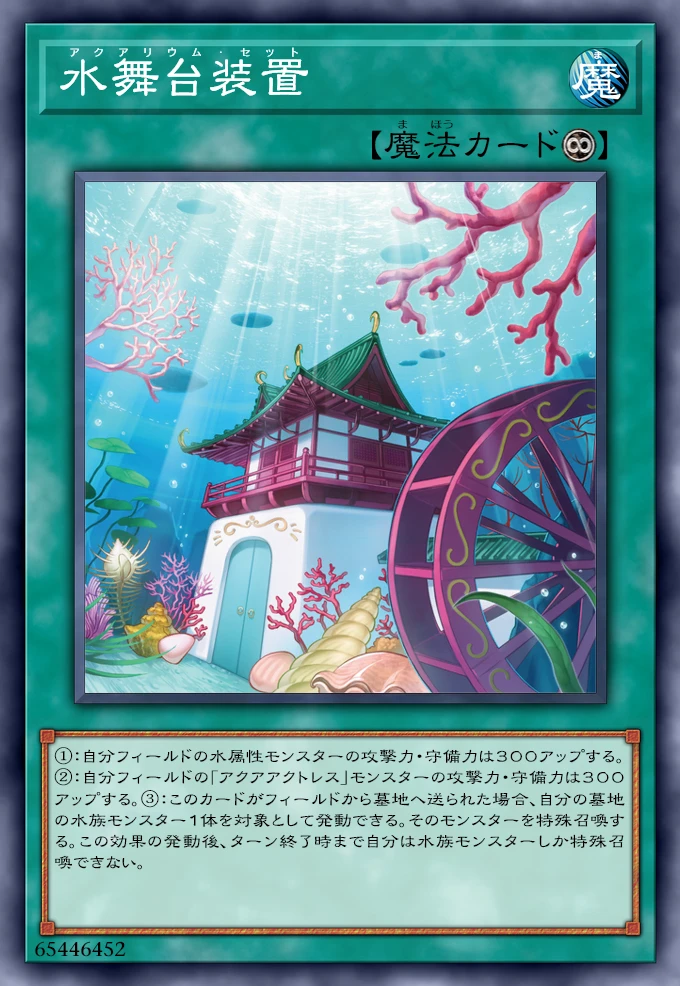 アクアリウム・セット
水舞台装置
魔
ま ほう
【魔法カード】
①:自分フィールドの水属性モンスターの攻撃力・守備力は300アップする。
②:自分フィールドの「アクアアクトレス」モンスターの攻撃力・守備力は300
アップする。③:このカードがフィールドから墓地へ送られた場合、自分の墓地
の水族モンスター1体を対象として発動できる。そのモンスターを特殊召喚す
る。この効果の発動後、ターン終了時まで自分は水族モンスターしか特殊召
喚できない。
65446452